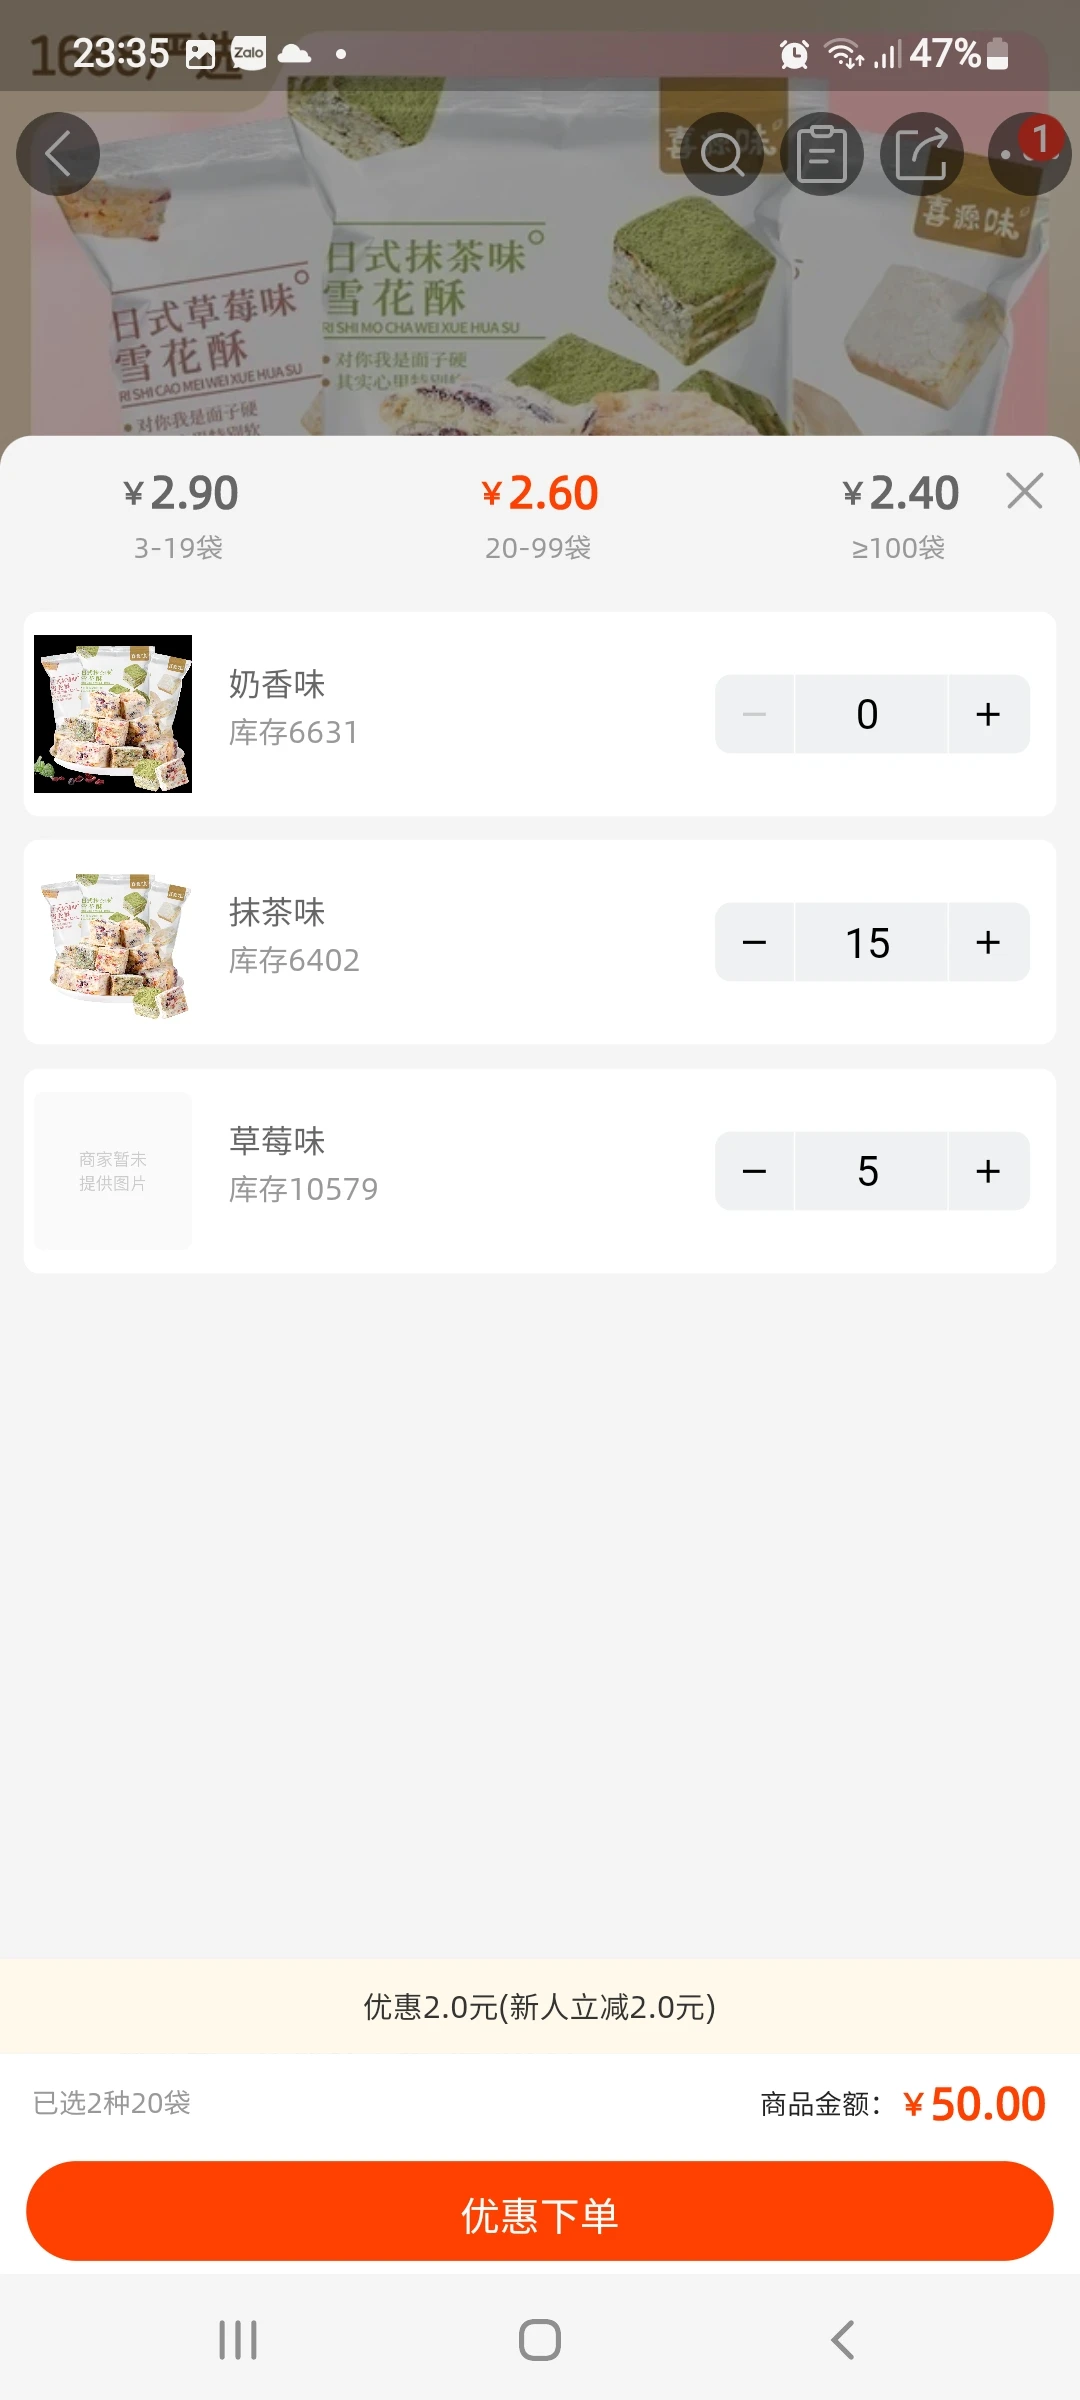 23:35
Zalo
47%
1
喜源味
日式抹茶味
雪花酥
RI SHI MO CHA WEI XUE HUA SU
• 对你我是面子硬
• 其实心里特别软
日式草莓味
雪花酥
RI SHI CAO MEI WEI XUE HUA SU
• 对你我是面子硬
¥2.90
3-19袋
¥2.60
20-99袋
¥2.40
≥100袋
奶香味
库存6631
0
抹茶味
库存6402
15
商家暂未
提供图片
草莓味
库存10579
5
优惠2.0元(新人立减2.0元)
已选2种20袋
商品金额：¥50.00
优惠下单